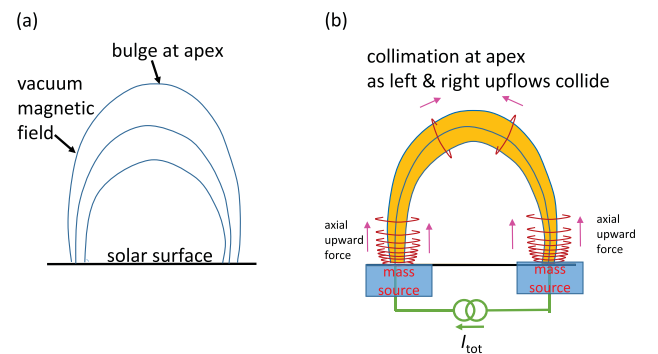 (a)
bulge at apex
vacuum
magnetic
field
solar surface
(b)
collimation at apex
as left & right upflows collide
axial
upward
force
axial
upward
force
mass
source
mass
source
Itot